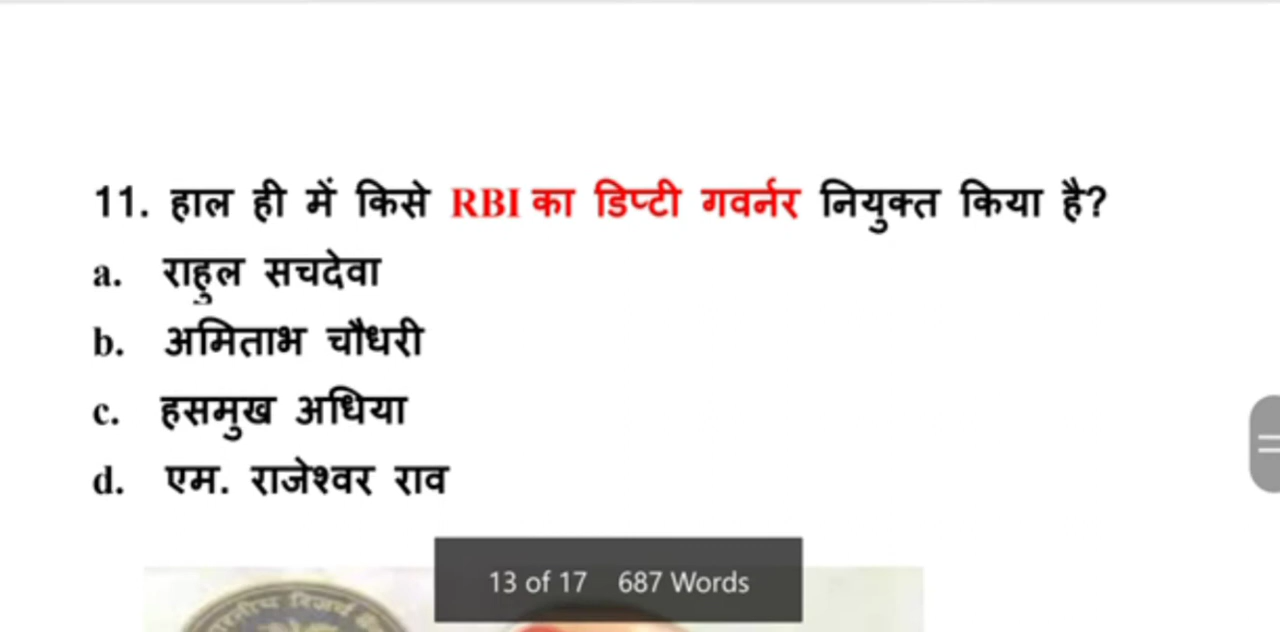 11. हाल ही में किसे RBI का डिप्टी गवर्नर नियुक्त किया है?
a. राहुल सचदेवा
b. अमिताभ चौधरी
c. हसमुख अधिया
d. एम. राजेश्वर राव
13 of 17 687 Words
रिज़र्व